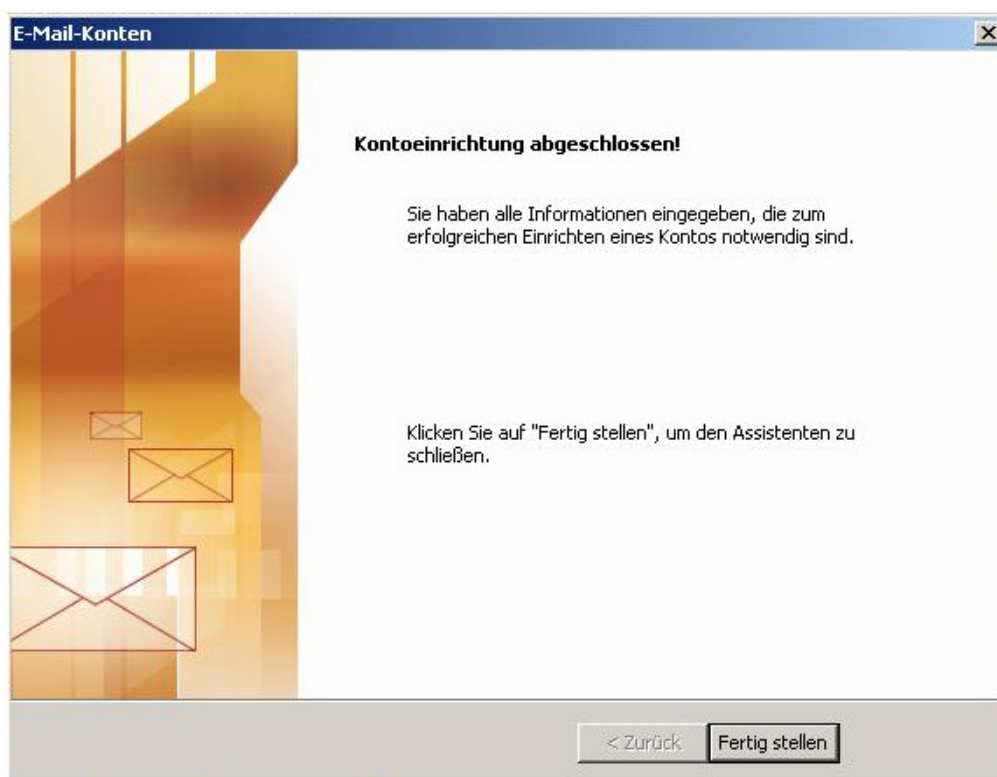 E-Mail-Konten
Kontoeinrichtung abgeschlossen!
Sie haben alle Informationen eingegeben, die zum
erfolgreichen Einrichten eines Kontos notwendig sind.
Klicken Sie auf "Fertig stellen", um den Assistenten zu
schließen.
< Zurück
Fertig stellen